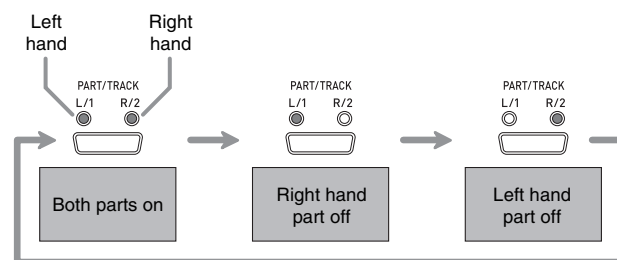 Left
hand
Right
hand
PART/TRACK
L/1 R/2
Both parts on
PART/TRACK
L/1 R/2
Right hand
part off
PART/TRACK
L/1 R/2
Left hand
part off